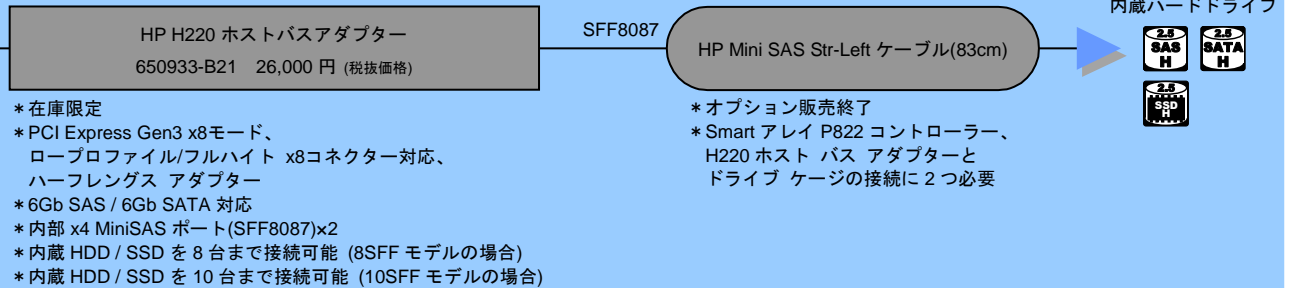 内蔵ハードドライブ
HP H220 ホストバスアダプター
650933-B21 26,000 円 (税抜価格)
SFF8087
HP Mini SAS Str-Left ケーブル(83cm)
2.5
SAS
H
2.5
SATA
H
2.5
SSD
H
*在庫限定
*PCI Express Gen3 x8モード、
ロープロファイル/フルハイト x8コネクター対応、
ハーフレングス アダプター
*6Gb SAS / 6Gb SATA 対応
*内部 x4 MiniSAS ポート(SFF8087)×2
*内蔵 HDD / SSD を 8 台まで接続可能 (8SFF モデルの場合)
*内蔵 HDD / SSD を 10 台まで接続可能 (10SFF モデルの場合)
*オプション販売終了
*Smart アレイ P822 コントローラー、
H220 ホスト バス アダプターと
ドライブ ケージの接続に 2 つ必要